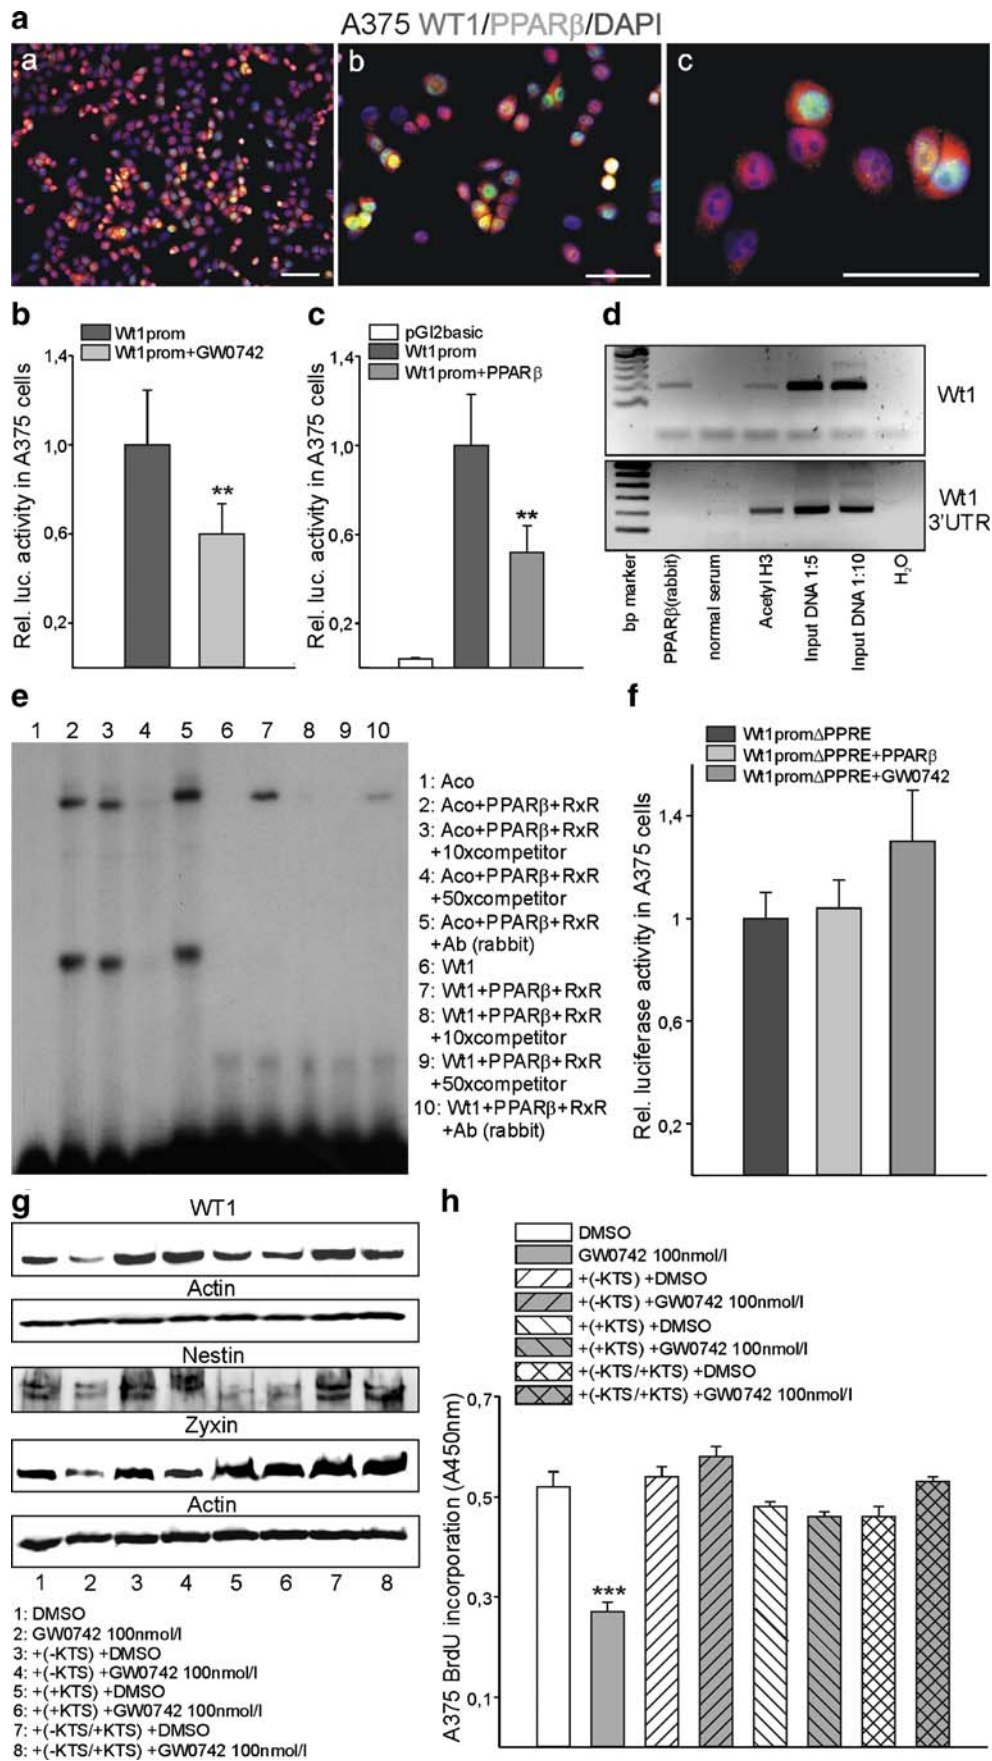 a
A375 WT1/PPARβ/DAPI
a
b
c
b
Wt1prom
Wt1prom+GW0742
Rel. luc. activity in A375 cells
1,4
1,0
0,6
0,2
**
c
pGl2basic
Wt1prom
Wt1prom+PPARβ
Rel. luc. activity in A375 cells
1,4
1,0
0,6
0,2
**
d
Wt1
Wt1
3'UTR
bp marker
PPARβ(rabbit)
normal serum
Acetyl H3
Input DNA 1:5
Input DNA 1:10
H₂O
e
1 2 3 4 5 6 7 8 9 10
1: Aco
2: Aco+PPARβ+RxR
3: Aco+PPARβ+RxR
+10xcompetitor
4: Aco+PPARβ+RxR
+50xcompetitor
5: Aco+PPARβ+RxR
+Ab (rabbit)
6: Wt1
7: Wt1+PPARβ+RxR
8: Wt1+PPARβ+RxR
+10xcompetitor
9: Wt1+PPARβ+RxR
+50xcompetitor
10: Wt1+PPARβ+RxR
+Ab (rabbit)
f
Wt1promΔPPRE
Wt1promΔPPRE+PPARβ
Wt1promΔPPRE+GW0742
Rel. luciferase activity in A375 cells
1,4
1
0,6
0,2
g
WT1
Actin
Nestin
Zyxin
Actin
1 2 3 4 5 6 7 8
1: DMSO
2: GW0742 100nmol/l
3: +(-KTS) +DMSO
4: +(-KTS) +GW0742 100nmol/l
5: +(+KTS) +DMSO
6: +(+KTS) +GW0742 100nmol/l
7: +(-KTS/+KTS) +DMSO
8: +(-KTS/+KTS) +GW0742 100nmol/l
h
DMSO
GW0742 100nmol/l
+(-KTS) +DMSO
+(-KTS) +GW0742 100nmol/l
+(+KTS) +DMSO
+(+KTS) +GW0742 100nmol/l
+(-KTS/+KTS) +DMSO
+(-KTS/+KTS) +GW0742 100nmol/l
A375 BrdU incorporation (A450nm)
0,7
0,5
0,3
0,1
***